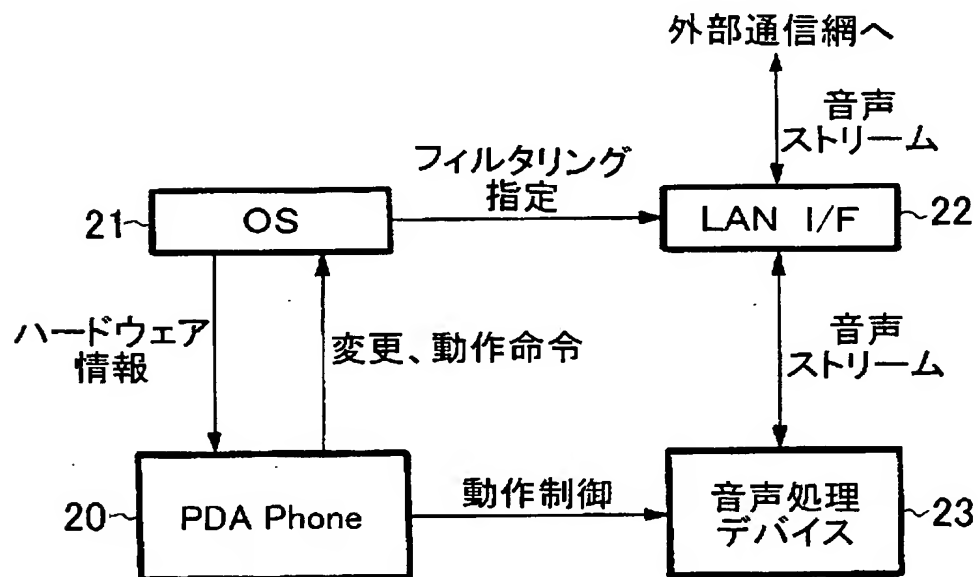 外部通信網へ
音声
ストリーム
フィルタリング
指定
21
OS
LAN I/F
22
ハードウェア
情報
変更、動作命令
音声
ストリーム
20
PDA Phone
動作制御
音声処理
デバイス
23